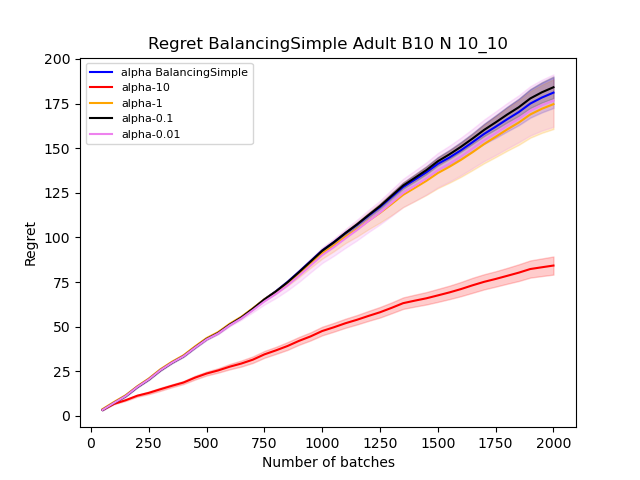 Regret BalancingSimple Adult B10 N 10_10
alpha BalancingSimple
alpha-10
alpha-1
alpha-0.1
alpha-0.01
200
175
150
125
100
75
50
25
0
Regret
0 250 500 750 1000 1250 1500 1750 2000
Number of batches